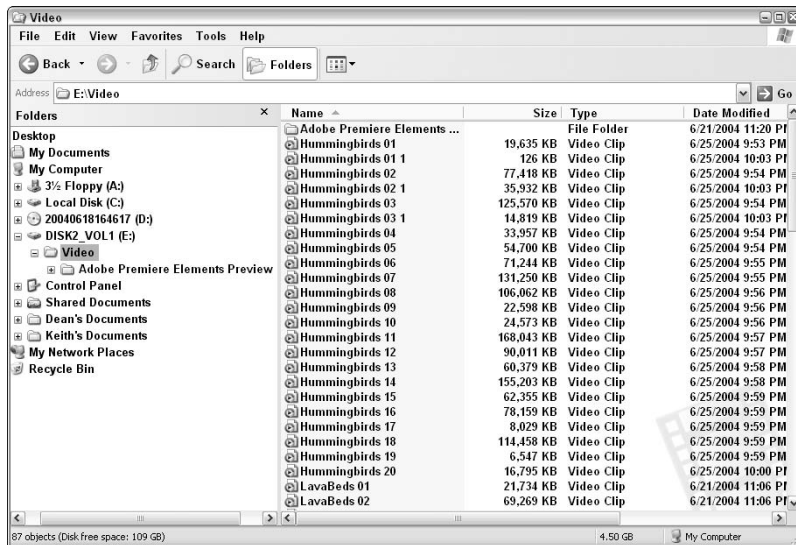 Video
File Edit View Favorites Tools Help
Back Search Folders
Address E:\Video Go
Folders
Desktop
My Documents
My Computer
3½ Floppy (A:)
Local Disk (C:)
20040618164617 (D:)
DISK2_VOL1 (E:)
Video
Adobe Premiere Elements Preview
Control Panel
Shared Documents
Dean's Documents
Keith's Documents
My Network Places
Recycle Bin
Name Size Type Date Modified
Adobe Premiere Elements ... File Folder 6/21/2004 11:20 PM
Hummingbirds 01 19,635 KB Video Clip 6/25/2004 9:53 PM
Hummingbirds 01 1 126 KB Video Clip 6/25/2004 10:03 PM
Hummingbirds 02 77,418 KB Video Clip 6/25/2004 9:54 PM
Hummingbirds 02 1 35,932 KB Video Clip 6/25/2004 10:03 PM
Hummingbirds 03 125,570 KB Video Clip 6/25/2004 9:54 PM
Hummingbirds 03 1 14,819 KB Video Clip 6/25/2004 10:03 PM
Hummingbirds 04 33,957 KB Video Clip 6/25/2004 9:54 PM
Hummingbirds 05 54,700 KB Video Clip 6/25/2004 9:54 PM
Hummingbirds 06 71,244 KB Video Clip 6/25/2004 9:55 PM
Hummingbirds 07 131,250 KB Video Clip 6/25/2004 9:55 PM
Hummingbirds 08 106,062 KB Video Clip 6/25/2004 9:56 PM
Hummingbirds 09 22,598 KB Video Clip 6/25/2004 9:56 PM
Hummingbirds 10 24,573 KB Video Clip 6/25/2004 9:56 PM
Hummingbirds 11 168,043 KB Video Clip 6/25/2004 9:57 PM
Hummingbirds 12 90,011 KB Video Clip 6/25/2004 9:57 PM
Hummingbirds 13 60,379 KB Video Clip 6/25/2004 9:58 PM
Hummingbirds 14 155,203 KB Video Clip 6/25/2004 9:58 PM
Hummingbirds 15 62,355 KB Video Clip 6/25/2004 9:59 PM
Hummingbirds 16 78,159 KB Video Clip 6/25/2004 9:59 PM
Hummingbirds 17 8,029 KB Video Clip 6/25/2004 9:59 PM
Hummingbirds 18 114,458 KB Video Clip 6/25/2004 9:59 PM
Hummingbirds 19 6,547 KB Video Clip 6/25/2004 9:59 PM
Hummingbirds 20 16,795 KB Video Clip 6/25/2004 10:00 PM
LavaBeds 01 21,734 KB Video Clip 6/21/2004 11:06 PM
LavaBeds 02 69,269 KB Video Clip 6/21/2004 11:06 PM
87 objects (Disk free space: 109 GB) 4.50 GB My Computer